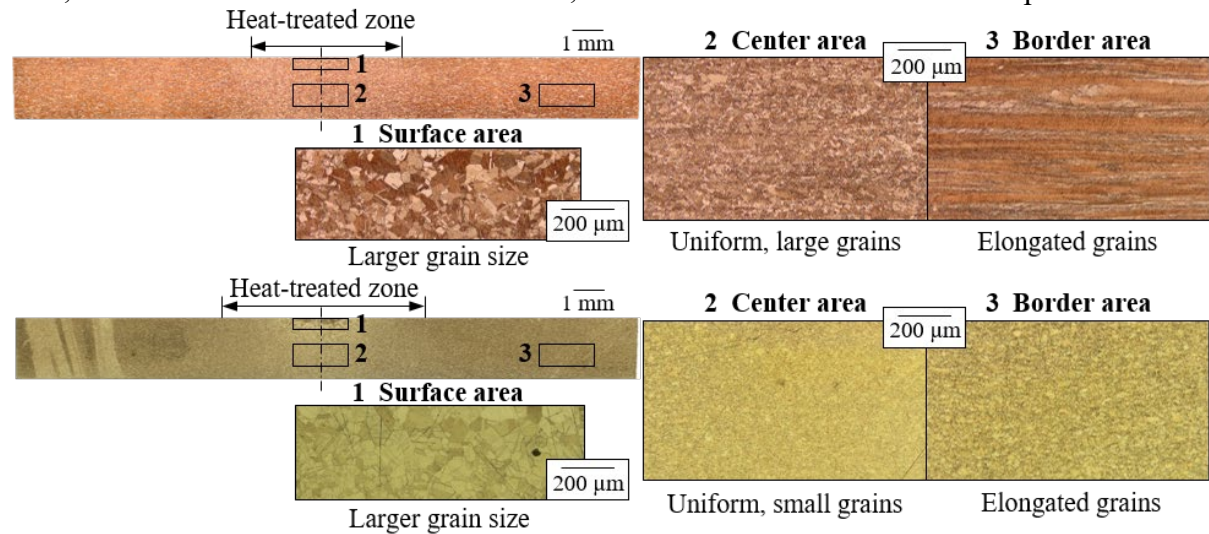 Heat-treated zone
1 mm
1
2
3
1 Surface area
200 µm
Larger grain size
2 Center area
3 Border area
200 µm
Uniform, large grains
Elongated grains
Heat-treated zone
1 mm
1
2
3
1 Surface area
200 µm
Larger grain size
2 Center area
3 Border area
200 µm
Uniform, small grains
Elongated grains